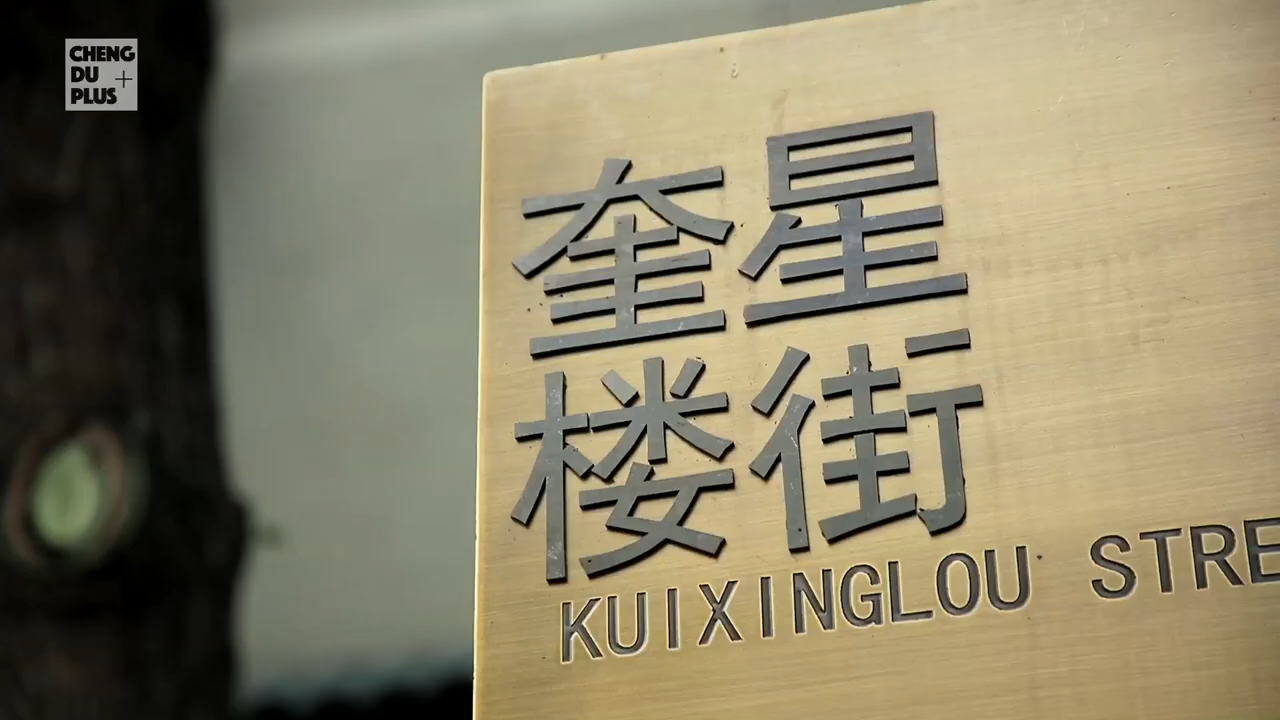 CHENG
DU
PLUS+
奎星
楼街
KUIXINGLOU STRE